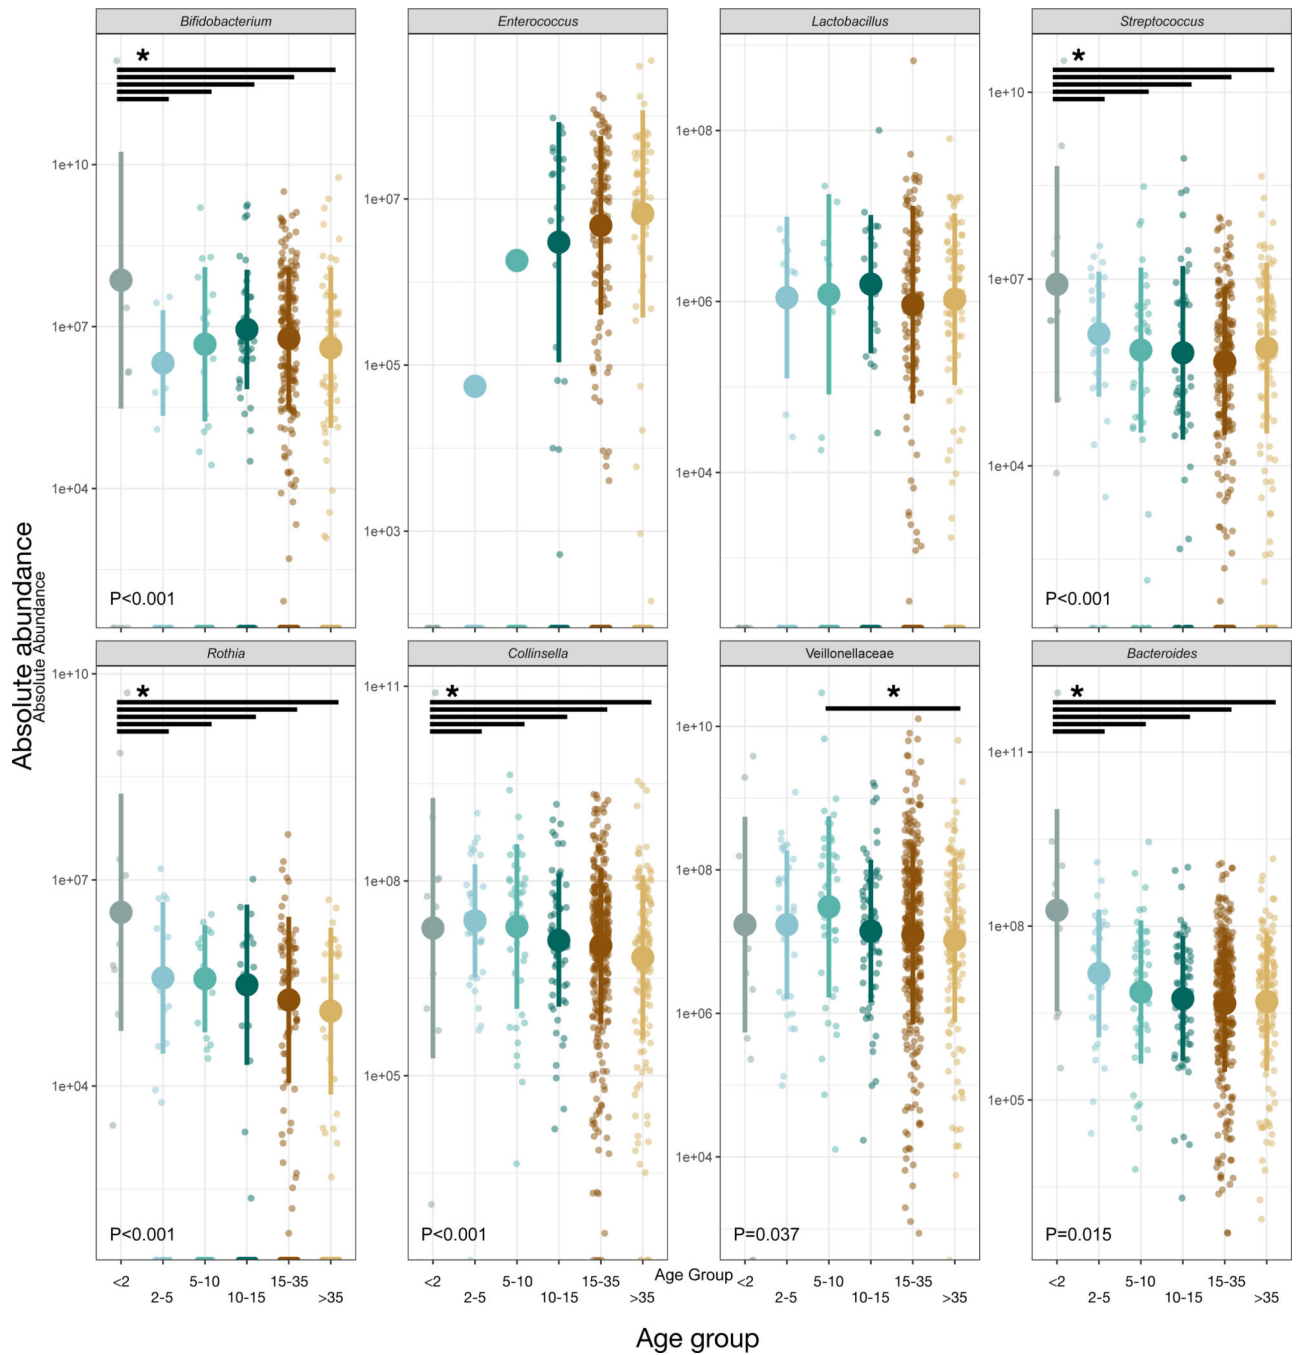 Bifidobacterium
Enterococcus
Lactobacillus
Streptococcus
*
*
1e+10
1e+07
1e+04
1e+07
1e+05
1e+03
1e+08
1e+06
1e+04
1e+10
1e+07
1e+04
P<0.001
P<0.001
Absolute abundance
Absolute Abundance
Rothia
Collinsella
Veillonellaceae
Bacteroides
*
*
*
*
1e+10
1e+07
1e+04
1e+11
1e+08
1e+05
1e+10
1e+08
1e+06
1e+04
1e+11
1e+08
1e+05
P<0.001
P<0.001
P=0.037
P=0.015
<2 5-10 15-35
2-5 10-15 >35
<2 5-10 15-35
2-5 10-15 >35
Age Group
<2 5-10 15-35
2-5 10-15 >35
<2 5-10 15-35
2-5 10-15 >35
Age group